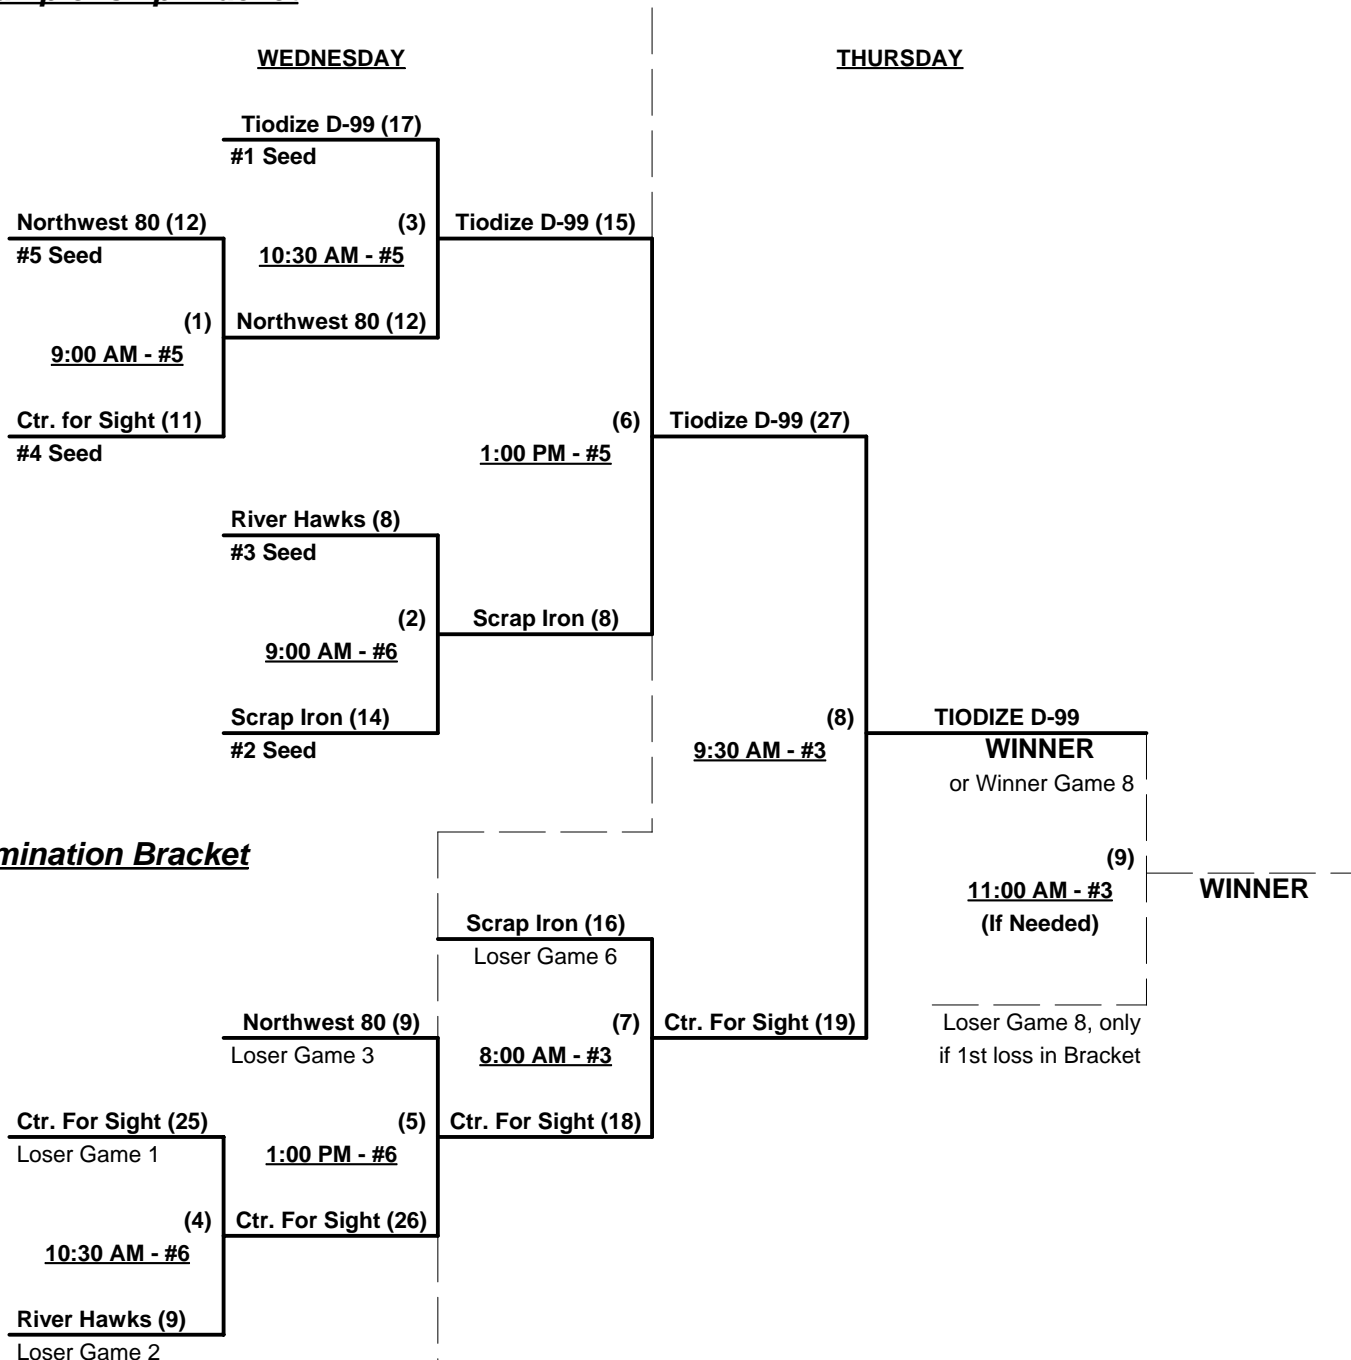 WEDNESDAY
THURSDAY
Tiodize D-99 (17)
#1 Seed
Northwest 80 (12)
(3)
Tiodize D-99 (15)
#5 Seed
10:30 AM - #5
(1)
Northwest 80 (12)
9:00 AM - #5
Ctr. for Sight (11)
(6)
Tiodize D-99 (27)
#4 Seed
1:00 PM - #5
River Hawks (8)
#3 Seed
(2)
Scrap Iron (8)
9:00 AM - #6
Scrap Iron (14)
(8)
TIODIZE D-99
#2 Seed
9:30 AM - #3
WINNER
or Winner Game 8
mination Bracket
(9)
11:00 AM - #3
WINNER
(If Needed)
Scrap Iron (16)
Loser Game 6
Northwest 80 (9)
(7)
Ctr. For Sight (19)
Loser Game 8, only
Loser Game 3
8:00 AM - #3
if 1st loss in Bracket
Ctr. For Sight (25)
(5)
Ctr. For Sight (18)
Loser Game 1
1:00 PM - #6
(4)
Ctr. For Sight (26)
10:30 AM - #6
River Hawks (9)
Loser Game 2